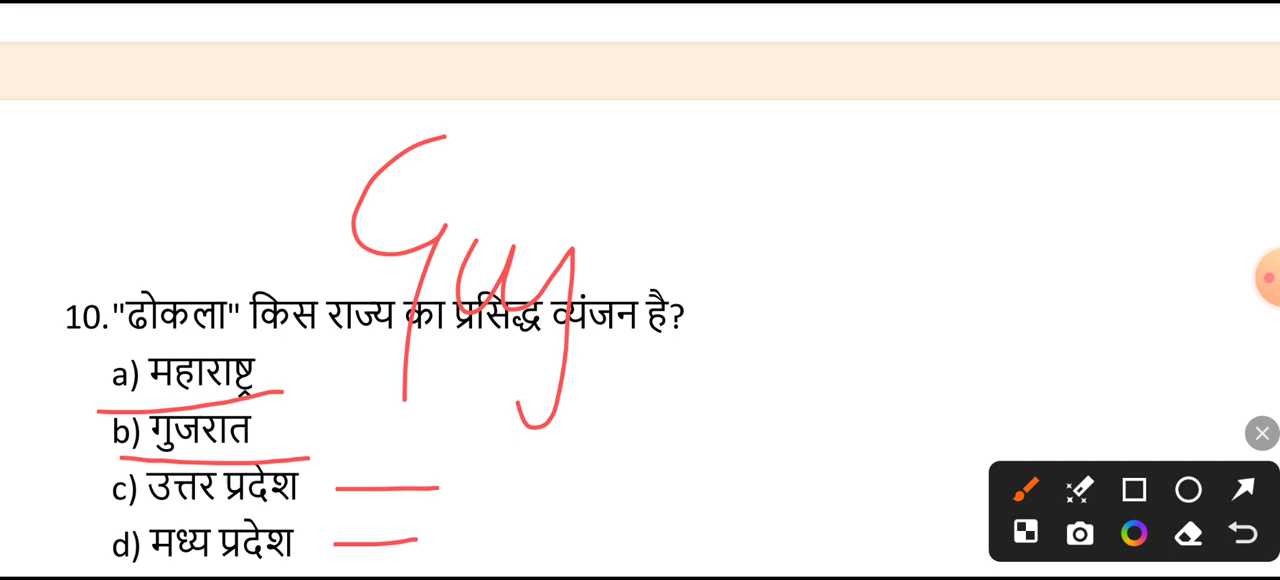 Guj
10. "ढोकला" किस राज्य का प्रसिद्ध व्यंजन है?
a) महाराष्ट्र
b) गुजरात
c) उत्तर प्रदेश
d) मध्य प्रदेश